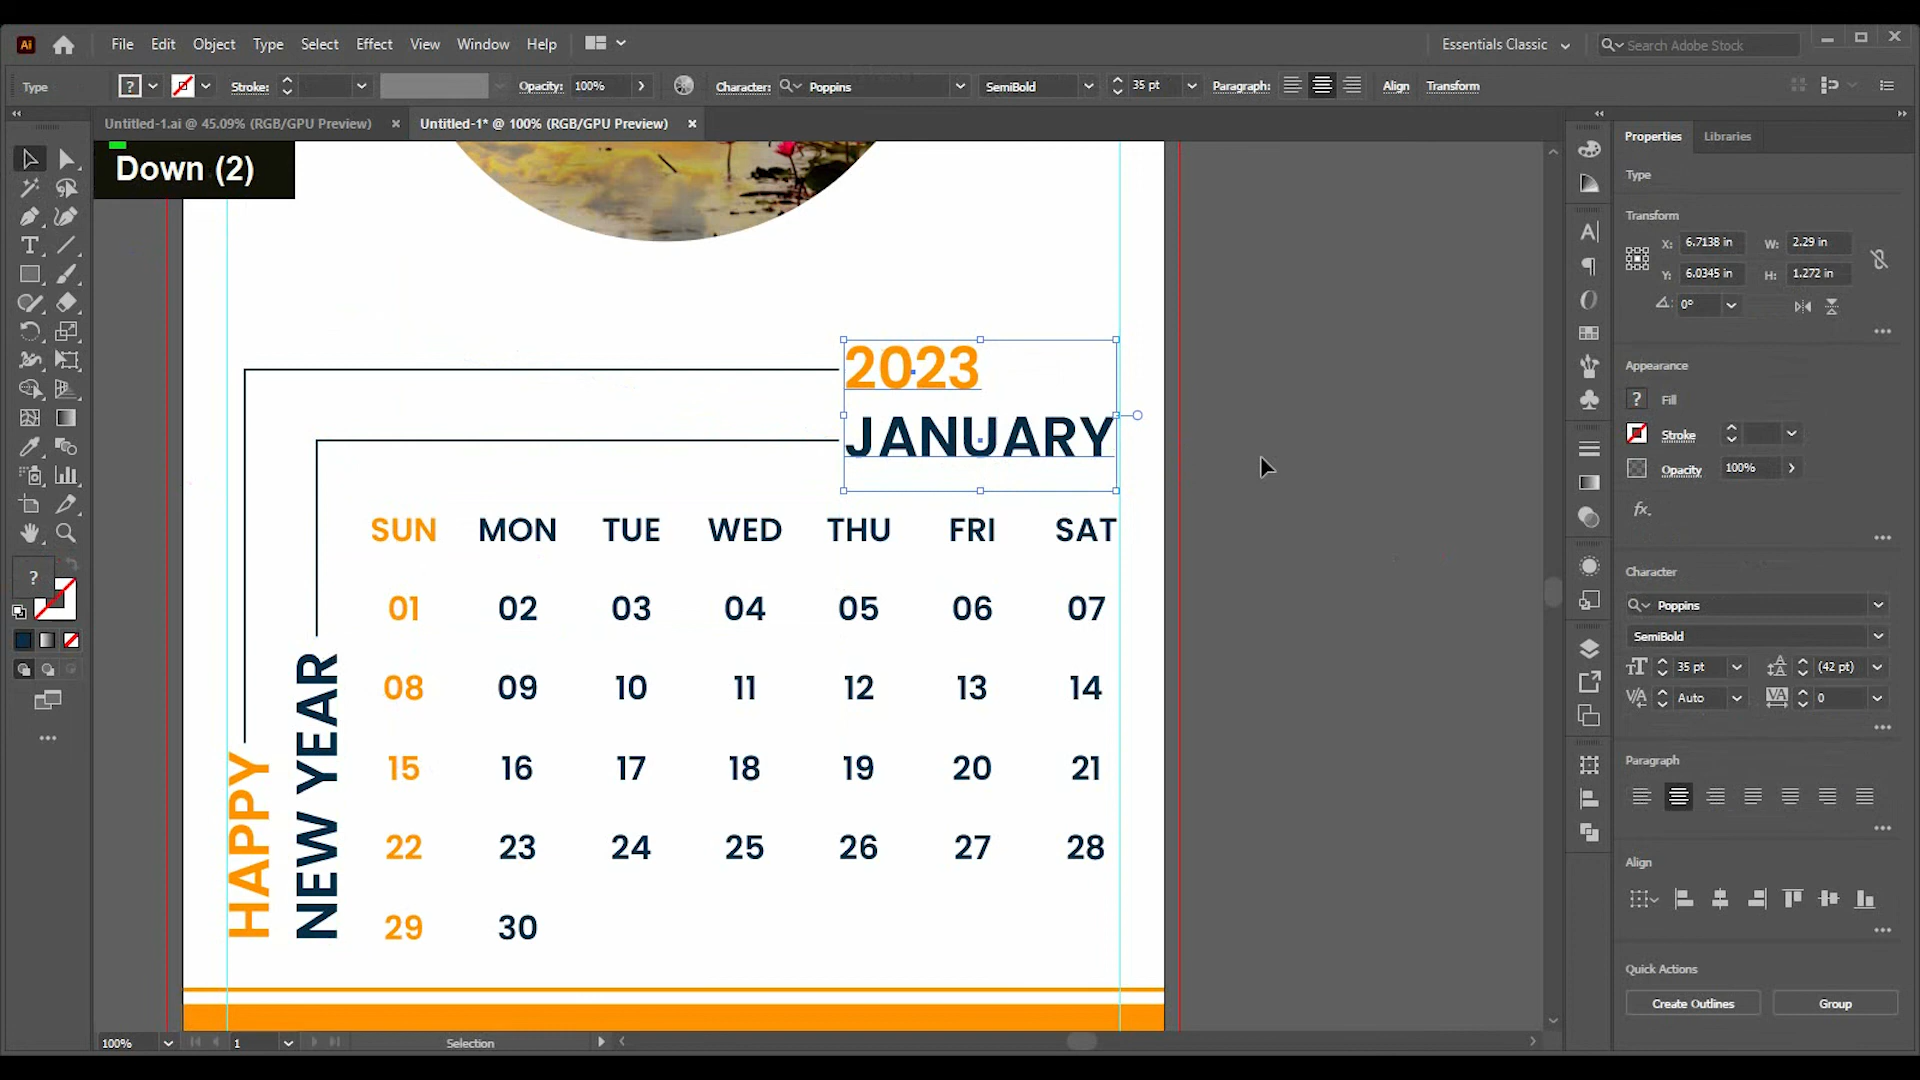 Ai File Edit Object Type Select Effect View Window Help Essentials Classic Search Adobe Stock
Type Stroke: Opacity: 100% Character: Poppins SemiBold 35 pt Paragraph: Align Transform
Untitled-1.ai @ 45.09% (RGB/GPU Preview) Untitled-1* @ 100% (RGB/GPU Preview)
Down (2)
2023
JANUARY
SUN MON TUE WED THU FRI SAT
01 02 03 04 05 06 07
08 09 10 11 12 13 14
15 16 17 18 19 20 21
22 23 24 25 26 27 28
29 30
HAPPY
NEW YEAR
100% 1 Selection
Properties Libraries
Type
Transform
X: 6.7138 in W: 2.29 in
Y: 6.0345 in H: 1.272 in
0°
Appearance
? Fill
Stroke
Opacity 100%
fx.
Character
Poppins
SemiBold
35 pt (42 pt)
Auto 0
Paragraph
Align
Quick Actions
Create Outlines Group